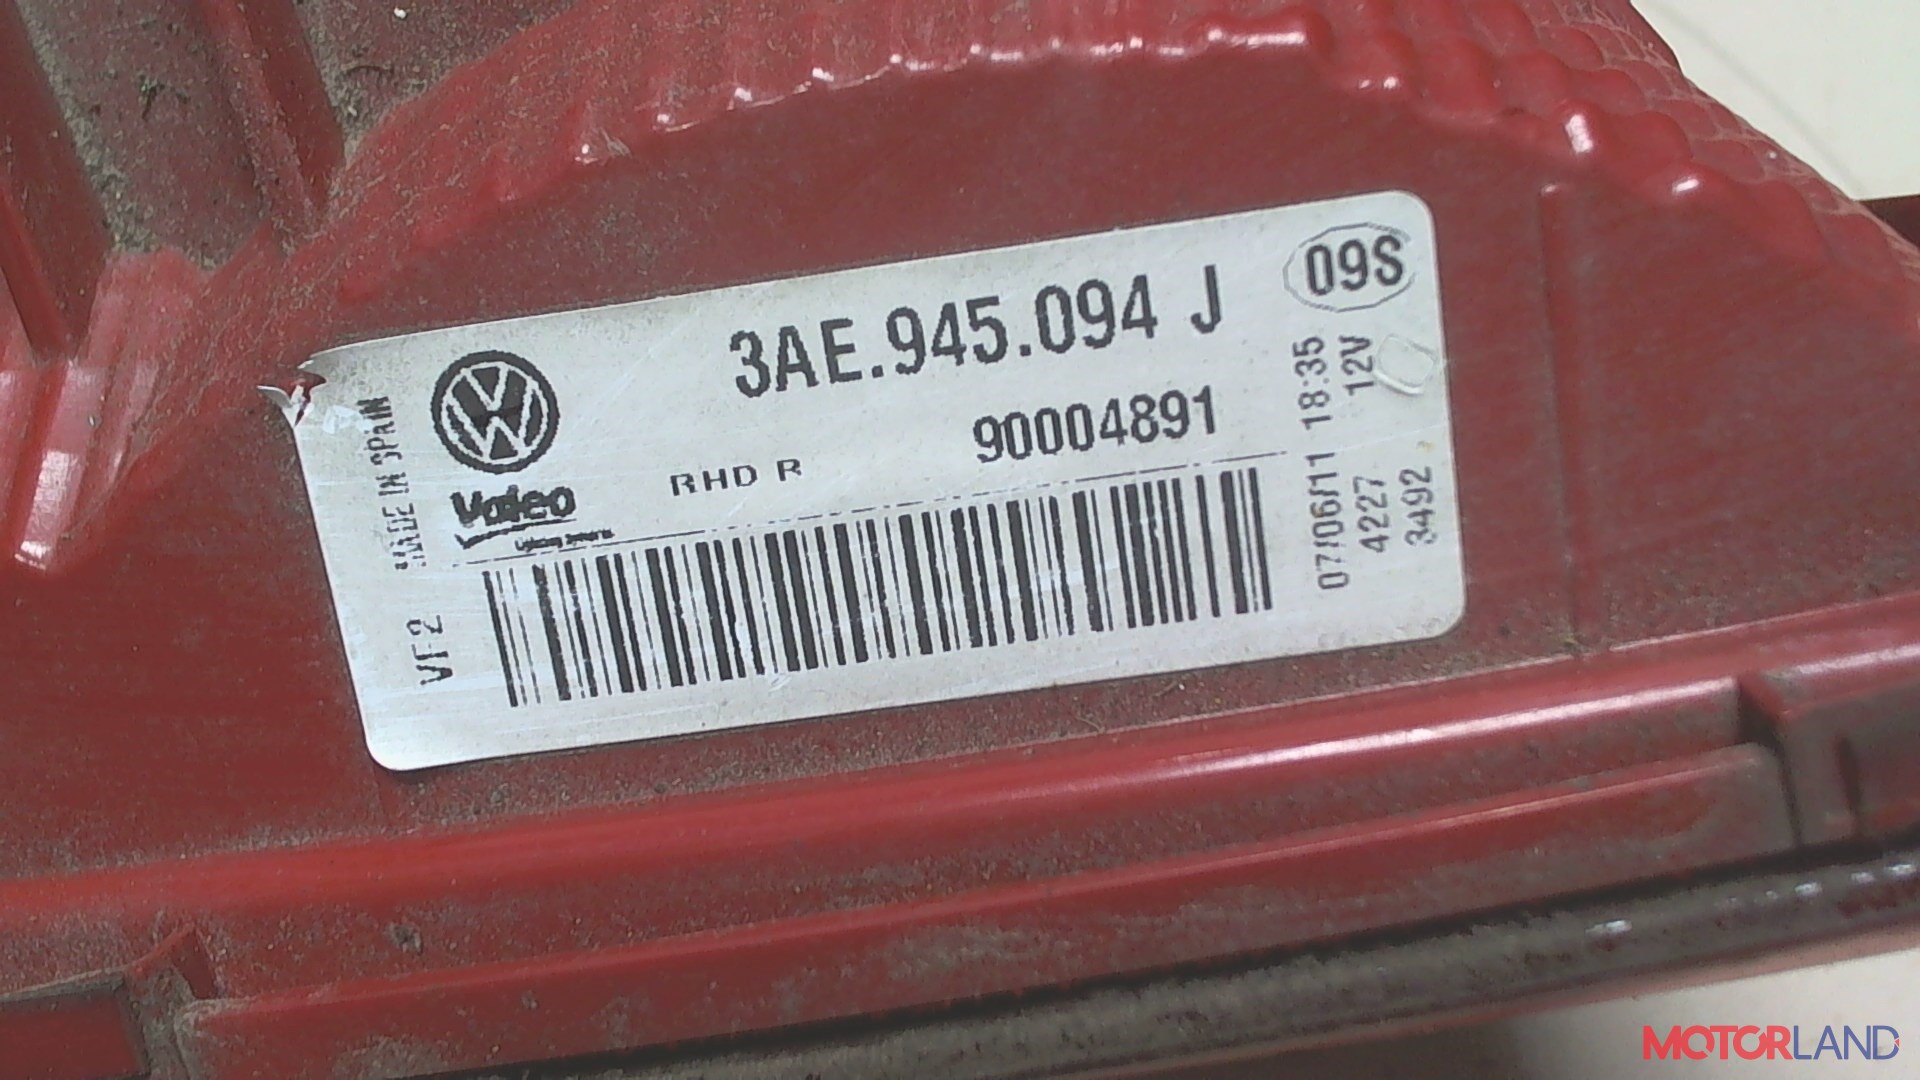 09S
3AE.945.094 J
90004891
RHD R
Valeo
MADE IN SPAIN
VF2
07/06/11 18:35
4227 12V
3492
MOTORLAND